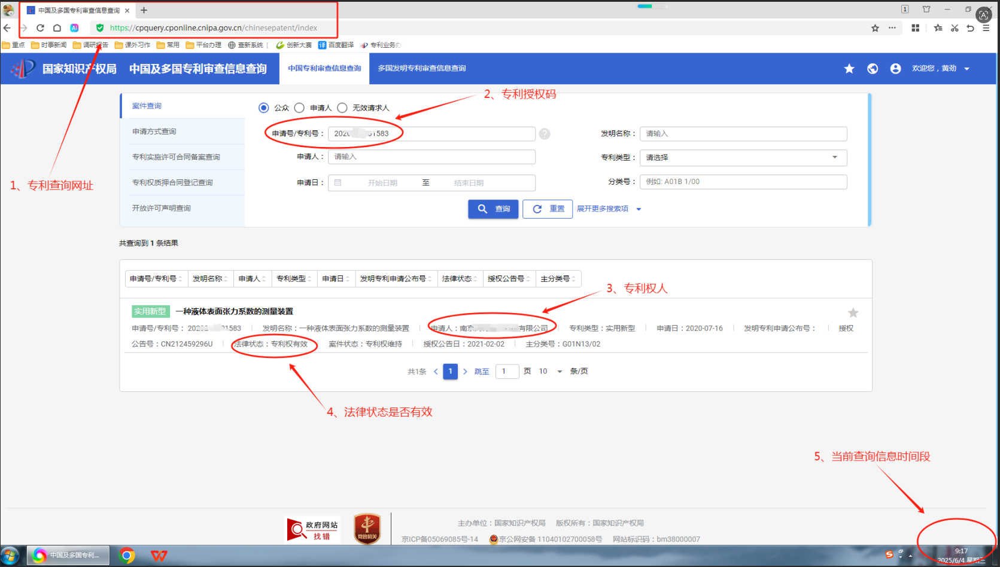 中国及多国专利审查信息查询
1
https://cpquery.cponline.cnipa.gov.cn/chinesepatent/index
重点 时事新闻 调研报告 课外习作 常用 平台办理 查新系统 创新大赛 译 百度翻译 专利业务办
国家知识产权局 中国及多国专利审查信息查询 中国专利审查信息查询 多国发明专利审查信息查询 欢迎您，黄劲
2、专利授权码
案件查询
申请方式查询
专利实施许可合同备案查询
专利权质押合同登记查询
开放许可声明查询
公众 申请人 无效请求人
申请号/专利号： 202 1583 ? 发明名称： 请输入
申请人： 请输入 专利类型： 请选择
申请日： 开始日期 至 结束日期 分类号： 例如: A01B 1/00
查询 重置 展开更多搜索项
1、专利查询网址
共查询到 1 条结果
申请号/专利号 发明名称 申请人 专利类型 申请日 发明专利申请公布号 法律状态 授权公告号 主分类号
3、专利权人
实用新型 一种液体表面张力系数的测量装置
申请号/专利号： 202 1583 发明名称：一种液体表面张力系数的测量装置 申请人：南京 有限公司 专利类型：实用新型 申请日：2020-07-16 发明专利申请公布号： 授权
公告号：CN212459296U 法律状态：专利权有效 案件状态：专利权维持 授权公告日：2021-02-02 主分类号：G01N13/02
共1条 1 跳至 1 页 10 条/页
4、法律状态是否有效
5、当前查询信息时间段
政府网站
找错
党政机关
主办单位：国家知识产权局 版权所有：国家知识产权局
京ICP备05069085号-14 京公网安备 11040102700058号 网站标识码：bm38000007
中国及多国专利...
9:17
2025/6/4 星期三